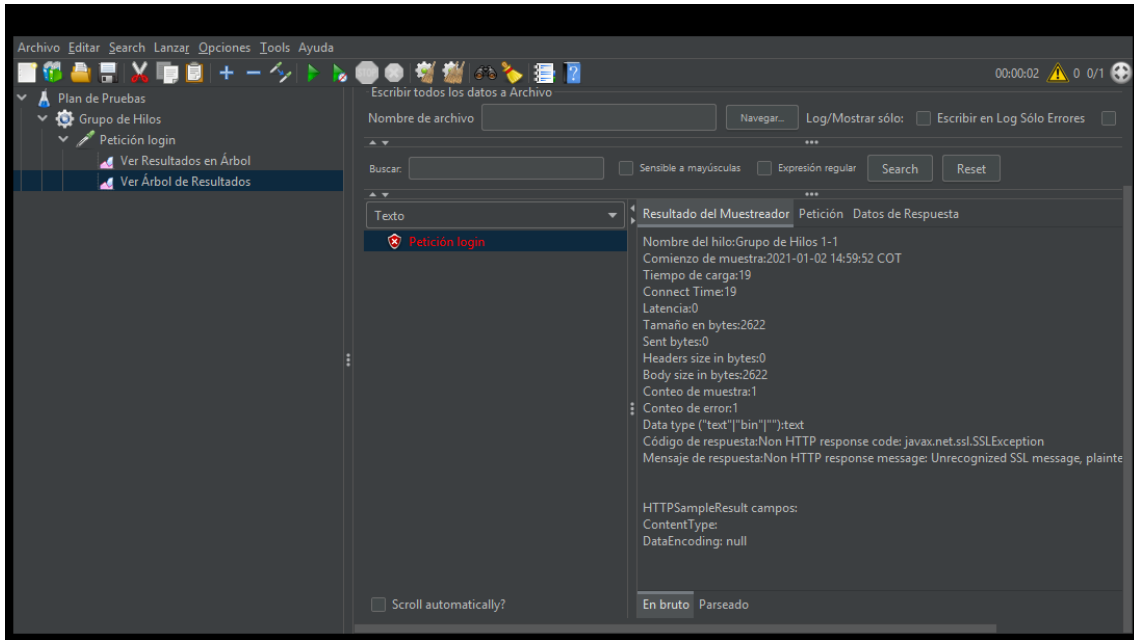 Archivo Editar Search Lanzar Opciones Tools Ayuda
STOP
?
00:00:02 0 0/1
Plan de Pruebas
Grupo de Hilos
Petición login
Ver Resultados en Árbol
Ver Árbol de Resultados
Escribir todos los datos a Archivo
Nombre de archivo Navegar... Log/Mostrar sólo: Escribir en Log Sólo Errores
Buscar: Sensible a mayúsculas Expresión regular Search Reset
Texto
Petición login
Resultado del Muestreador Petición Datos de Respuesta
Nombre del hilo:Grupo de Hilos 1-1
Comienzo de muestra:2021-01-02 14:59:52 COT
Tiempo de carga:19
Connect Time:19
Latencia:0
Tamaño en bytes:2622
Sent bytes:0
Headers size in bytes:0
Body size in bytes:2622
Conteo de muestra:1
Conteo de error:1
Data type ("text"|"bin"|""):text
Código de respuesta:Non HTTP response code: javax.net.ssl.SSLException
Mensaje de respuesta:Non HTTP response message: Unrecognized SSL message, plainte
HTTPSampleResult campos:
ContentType:
DataEncoding: null
Scroll automatically?
En bruto Parseado